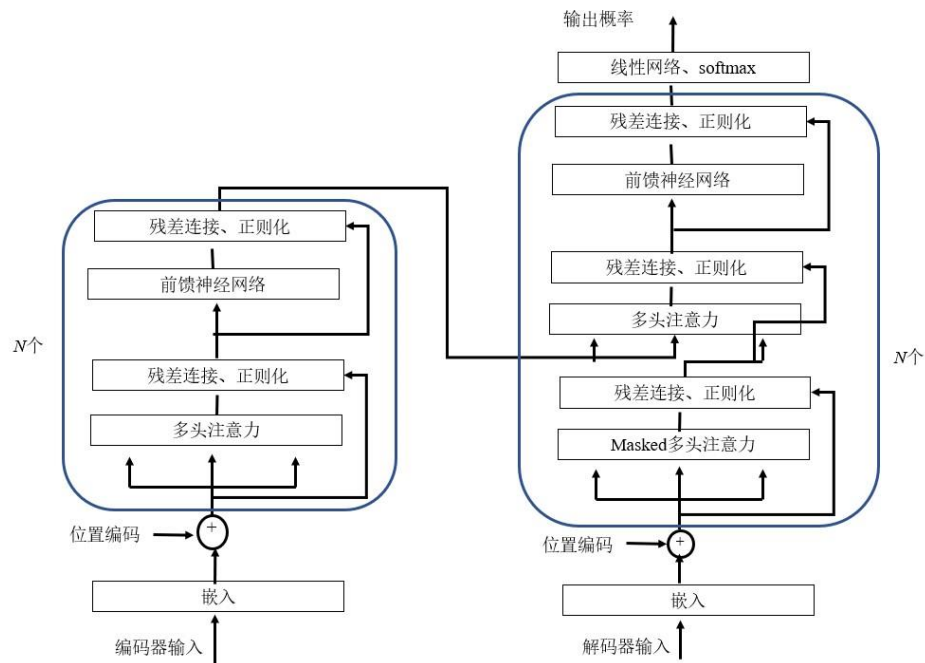 输出概率
线性网络、softmax
残差连接、正则化
前馈神经网络
残差连接、正则化
多头注意力
残差连接、正则化
Masked多头注意力
N个
+
位置编码
嵌入
解码器输入
残差连接、正则化
前馈神经网络
N个
残差连接、正则化
多头注意力
+
位置编码
嵌入
编码器输入